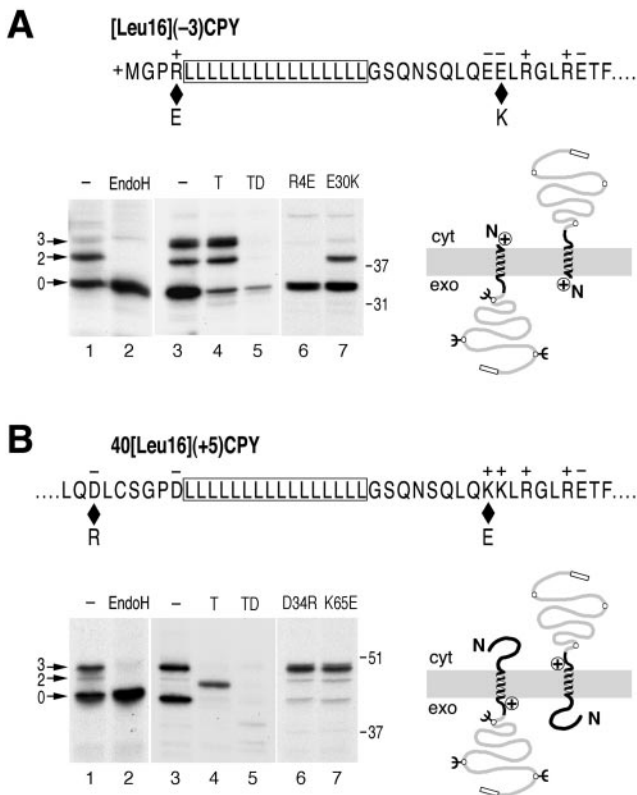 A
[Leu16](–3)CPY
+ –– + +–
+MGPRLLLLLLLLLLLLLLLLGSQNSQLQEELRGLRETF....
E K
– EndoH – T TD R4E E30K
3
2
0
-37
-31
1 2 3 4 5 6 7
cyt
exo
N +
+ N
B
40[Leu16](+5)CPY
– – ++ + +–
....LQDLCSGPDLLLLLLLLLLLLLLLLGSQNSQLQKKLRGLRETF....
R E
– EndoH – T TD D34R K65E
3
2
0
-51
-37
1 2 3 4 5 6 7
cyt
exo
N +
+ N